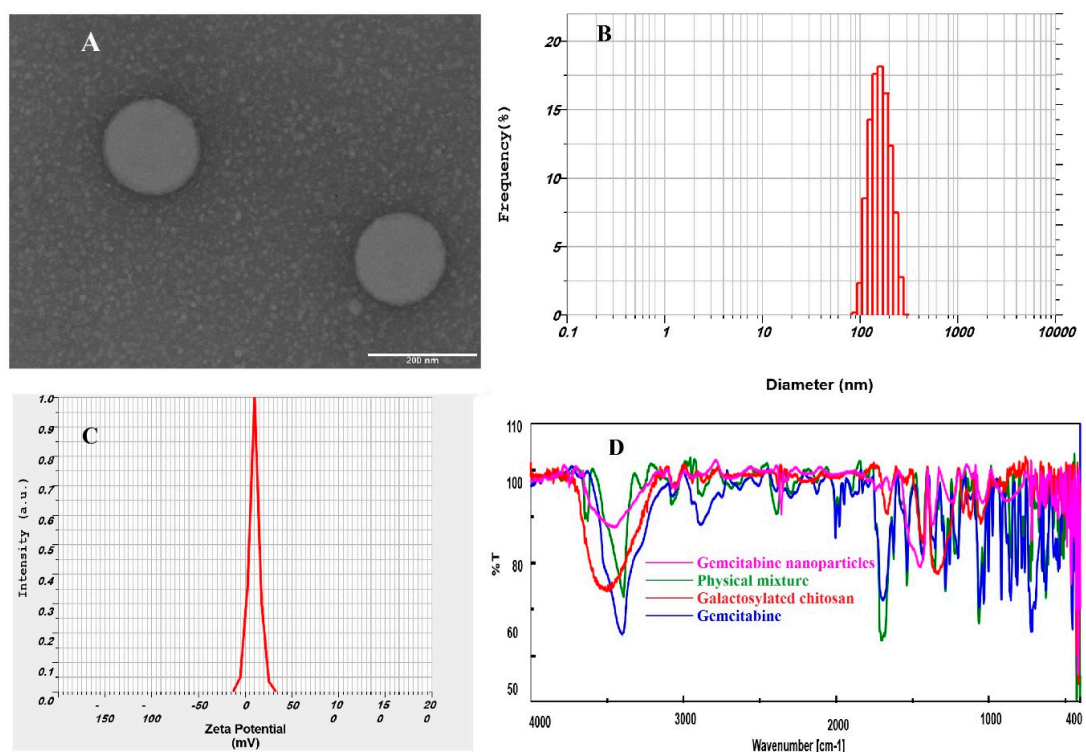 A
200 nm
B
Frequency(%)
20
15
10
5
0
0.1 1 10 100 1000 10000
Diameter (nm)
C
Intensity (a.u.)
1.0
0.9
0.8
0.7
0.6
0.5
0.4
0.3
0.2
0.1
0.0
- - -50 0 50 10 15 20
150 100 0 0 0
Zeta Potential
(mV)
D
%T
110
100
80
60
50
Gemcitabine nanoparticles
Physical mixture
Galactosylated chitosan
Gemcitabine
4000 3000 2000 1000 400
Wavenumber [cm-1]